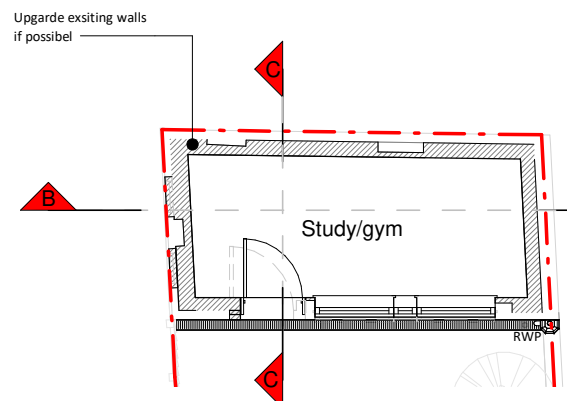 Upgarde exsiting walls
if possibel
C
B
Study/gym
RWP
C